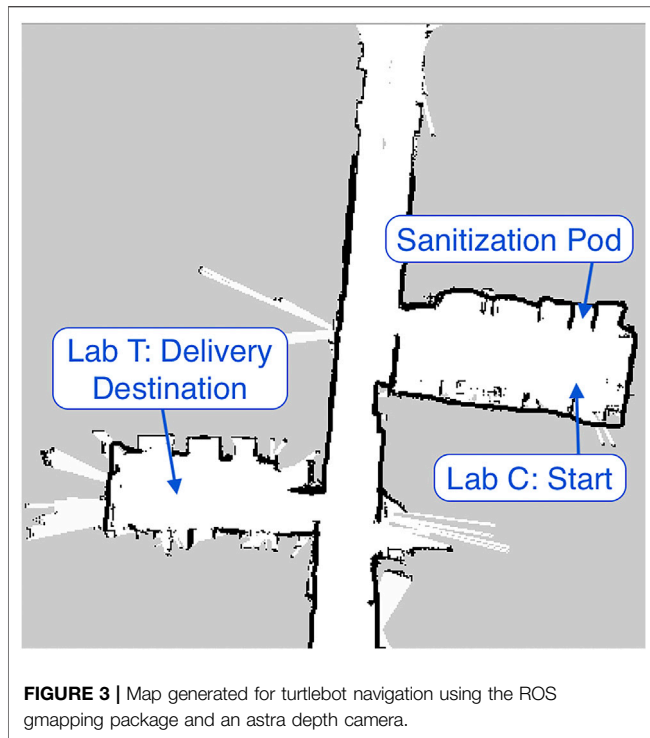 Sanitization Pod
Lab T: Delivery
Destination
Lab C: Start
FIGURE 3 | Map generated for turtlebot navigation using the ROS
gmapping package and an astra depth camera.